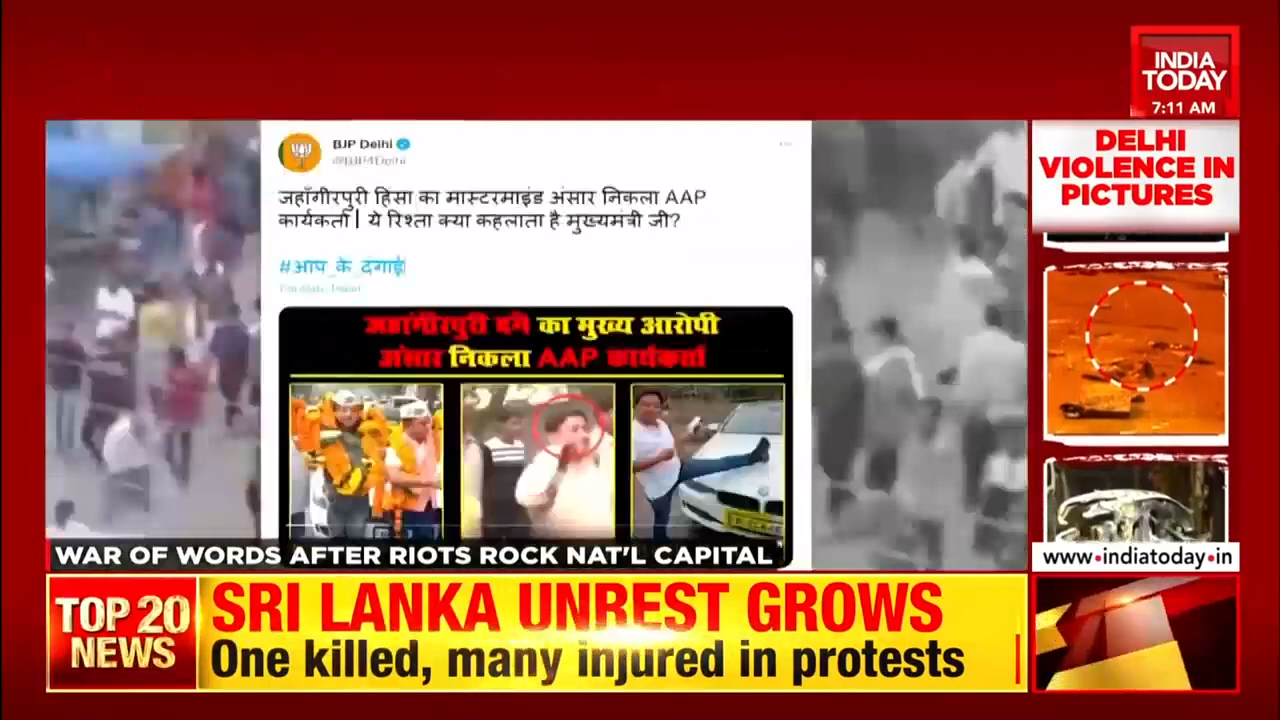 INDIA
TODAY
7:11 AM
DELHI
VIOLENCE IN
PICTURES
BJP Delhi
@BJP4Delhi
जहाँगीरपुरी हिंसा का मास्टरमाइंड अंसार निकला AAP
कार्यकर्ता| ये रिश्ता क्या कहलाता है मुख्यमंत्री जी?
#आप_के_दंगाई
जहांगीरपुरी दंगे का मुख्य आरोपी
अंसार निकला AAP कार्यकर्ता
WAR OF WORDS AFTER RIOTS ROCK NAT'L CAPITAL
www.indiatoday.in
TOP 20
NEWS
SRI LANKA UNREST GROWS
One killed, many injured in protests